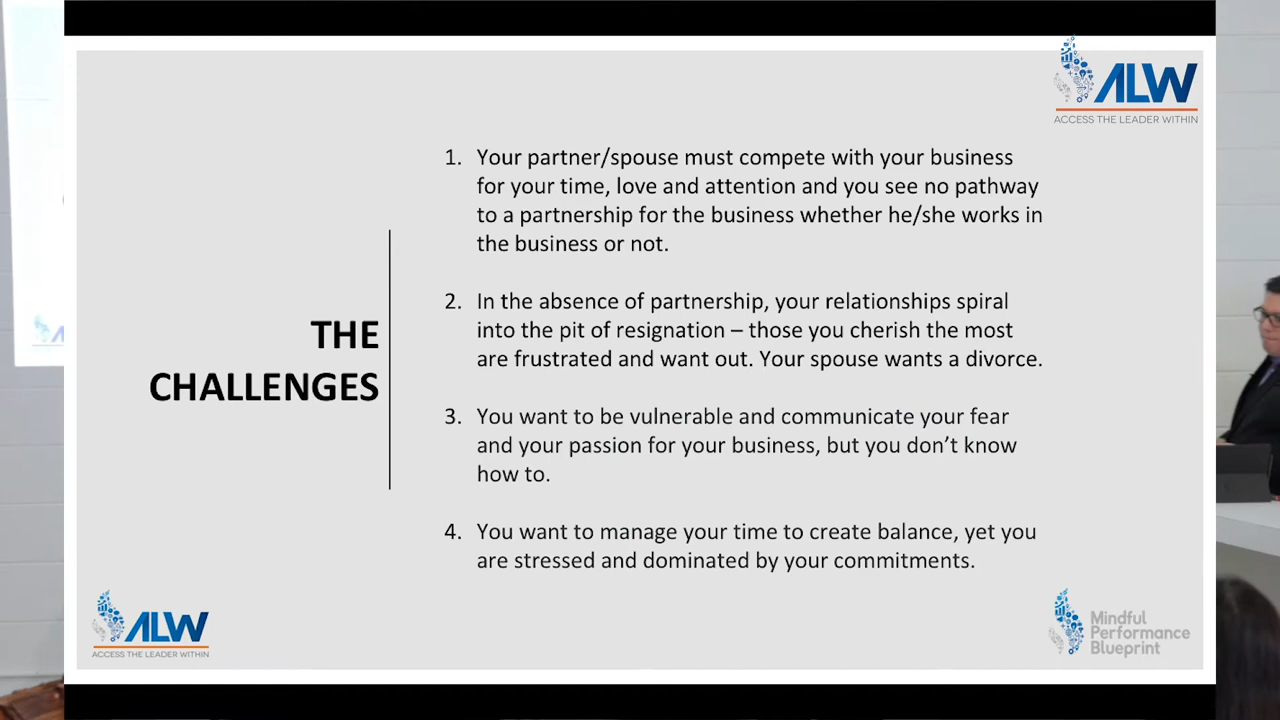 ALW
ACCESS THE LEADER WITHIN
THE
CHALLENGES
1. Your partner/spouse must compete with your business
for your time, love and attention and you see no pathway
to a partnership for the business whether he/she works in
the business or not.
2. In the absence of partnership, your relationships spiral
into the pit of resignation – those you cherish the most
are frustrated and want out. Your spouse wants a divorce.
3. You want to be vulnerable and communicate your fear
and your passion for your business, but you don’t know
how to.
4. You want to manage your time to create balance, yet you
are stressed and dominated by your commitments.
ALW
ACCESS THE LEADER WITHIN
Mindful
Performance
Blueprint